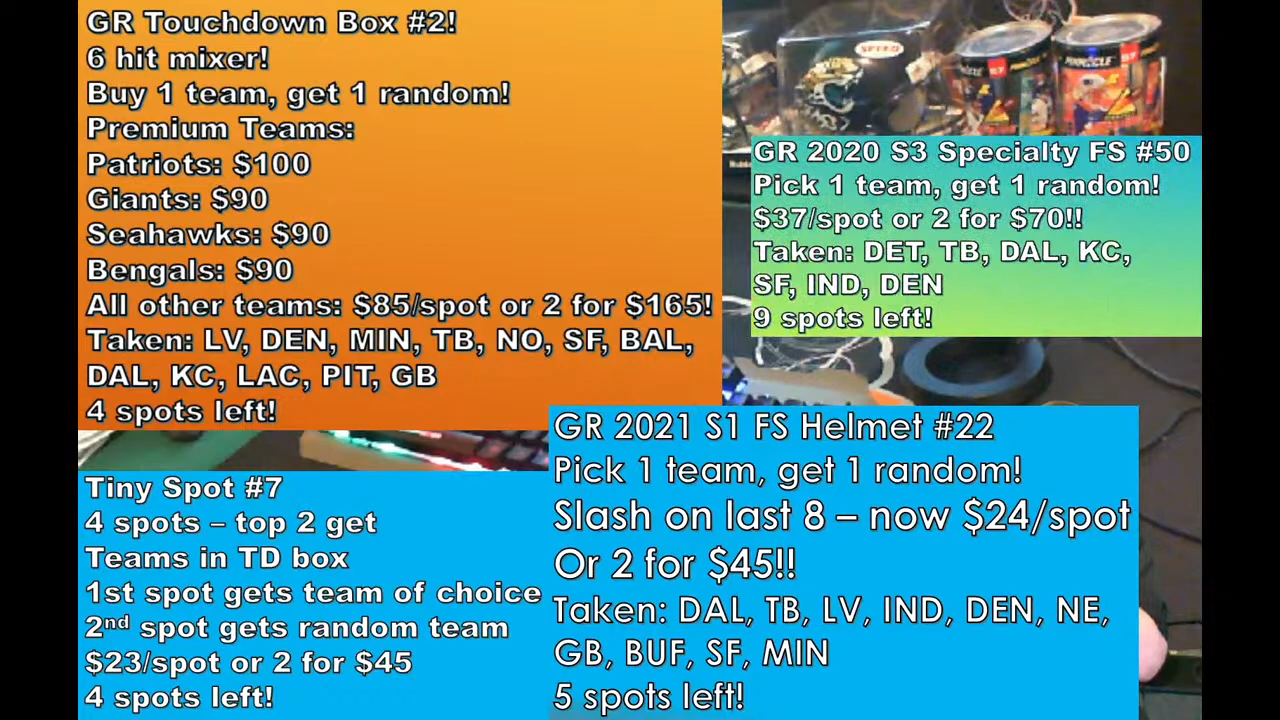 GR Touchdown Box #2!
6 hit mixer!
Buy 1 team, get 1 random!
Premium Teams:
Patriots: $100
Giants: $90
Seahawks: $90
Bengals: $90
All other teams: $85/spot or 2 for $165!
Taken: LV, DEN, MIN, TB, NO, SF, BAL,
DAL, KC, LAC, PIT, GB
4 spots left!
SPEED
PINNACLE
PINNACLE
GR 2020 S3 Specialty FS #50
Pick 1 team, get 1 random!
$37/spot or 2 for $70!!
Taken: DET, TB, DAL, KC,
SF, IND, DEN
9 spots left!
Tiny Spot #7
4 spots – top 2 get
Teams in TD box
1st spot gets team of choice
2nd spot gets random team
$23/spot or 2 for $45
4 spots left!
GR 2021 S1 FS Helmet #22
Pick 1 team, get 1 random!
Slash on last 8 – now $24/spot
Or 2 for $45!!
Taken: DAL, TB, LV, IND, DEN, NE,
GB, BUF, SF, MIN
5 spots left!